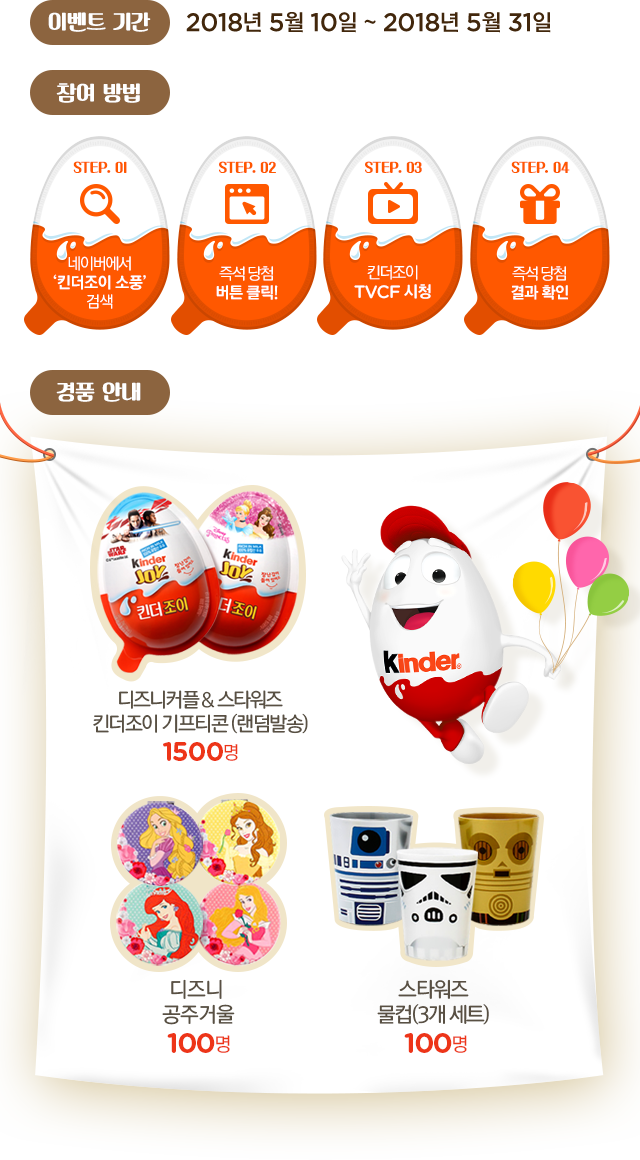 이벤트 기간 2018년 5월 10일 ~ 2018년 5월 31일
참여 방법
STEP. 01
네이버에서
‘킨더조이 소풍’
검색
STEP. 02
즉석 당첨
버튼 클릭!
STEP. 03
킨더조이
TVCF 시청
STEP. 04
즉석 당첨
결과 확인
경품 안내
STAR
WARS
Kinder
JOY
킨더조이
Disney
Princess
Kinder
JOY
더조이
Kinder
디즈니커플 & 스타워즈
킨더조이 기프티콘 (랜덤발송)
1500명
디즈니
공주거울
100명
스타워즈
물컵(3개 세트)
100명